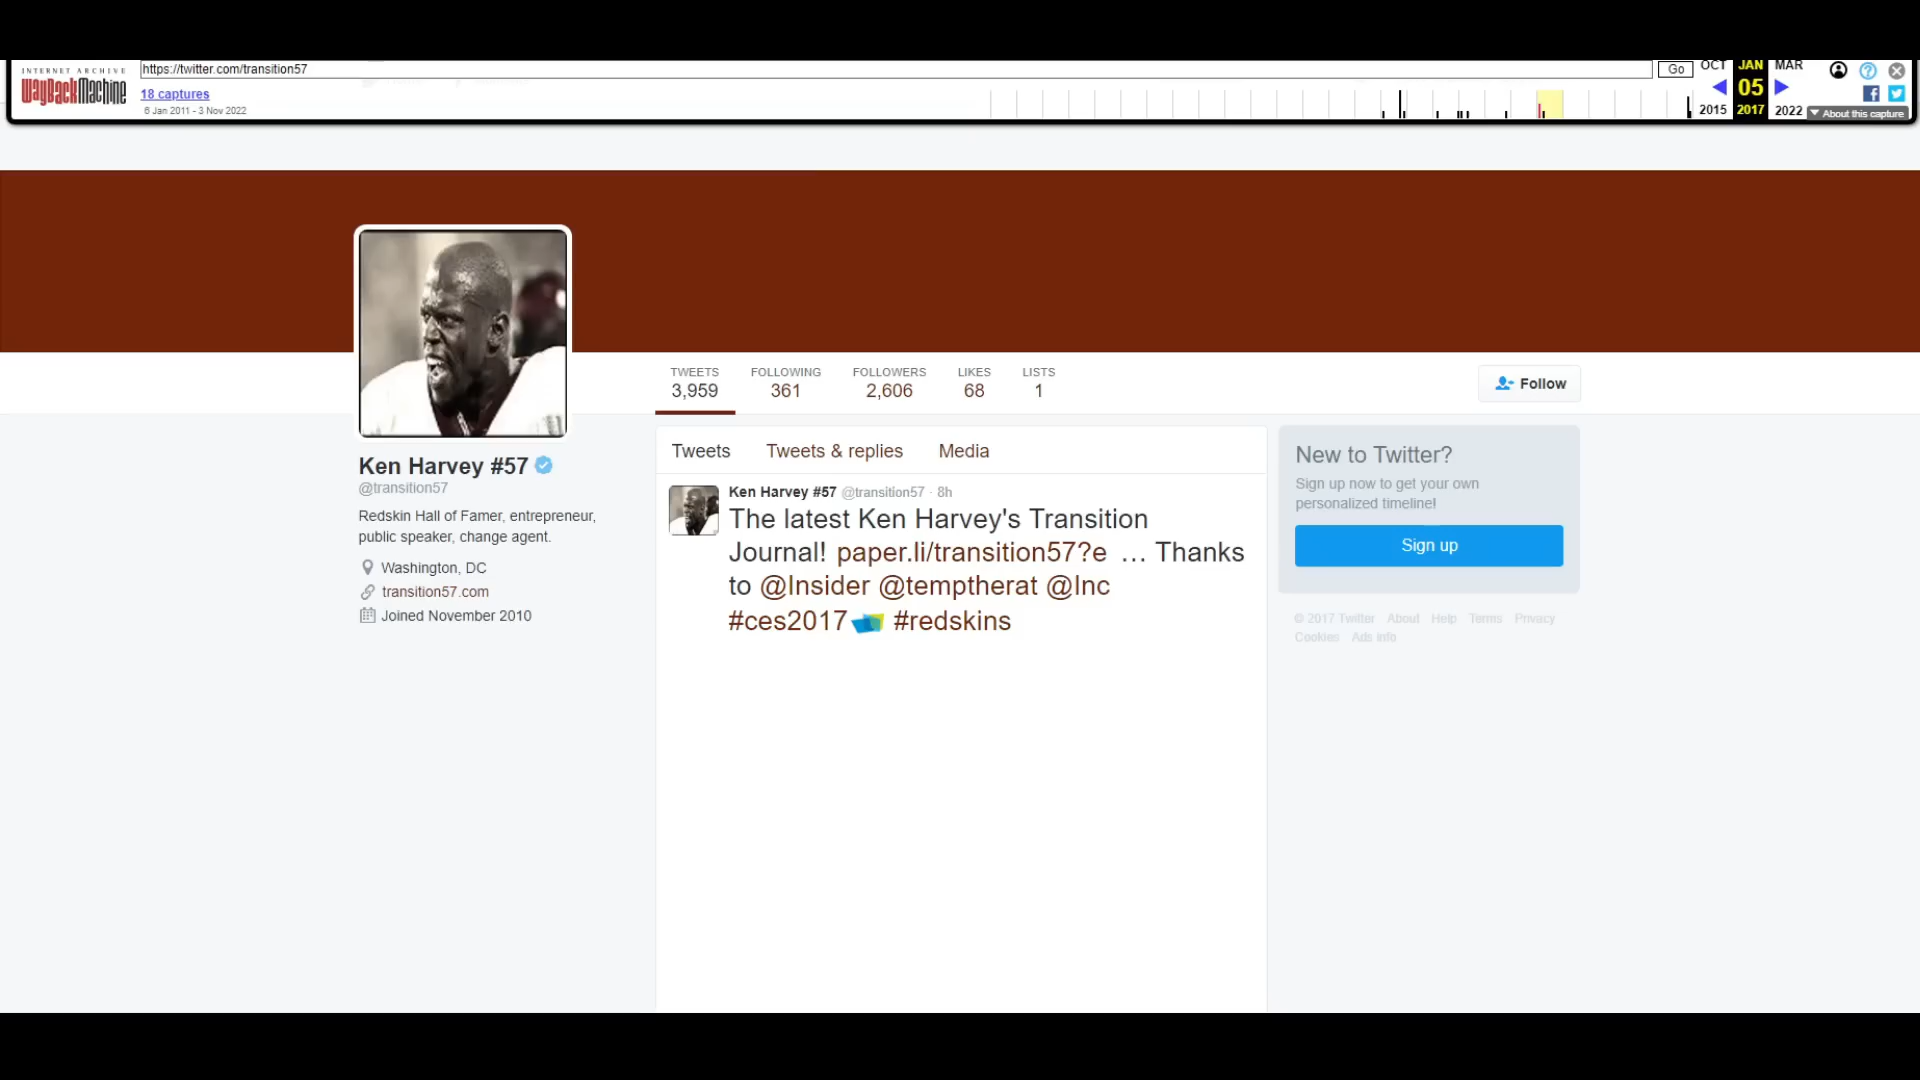 INTERNET ARCHIVE
WayBackMachine
https://twitter.com/transition57
Go
OCT JAN MAR
18 captures
05
6 Jan 2011 - 3 Nov 2022
2015 2017 2022
About this capture
TWEETS FOLLOWING FOLLOWERS LIKES LISTS
3,959 361 2,606 68 1
Follow
Ken Harvey #57
@transition57
Redskin Hall of Famer, entrepreneur,
public speaker, change agent.
Washington, DC
transition57.com
Joined November 2010
Tweets Tweets & replies Media
Ken Harvey #57 @transition57 · 8h
The latest Ken Harvey's Transition
Journal! paper.li/transition57?e … Thanks
to @Insider @temptherat @Inc
#ces2017 #redskins
New to Twitter?
Sign up now to get your own
personalized timeline!
Sign up
© 2017 Twitter About Help Terms Privacy
Cookies Ads info